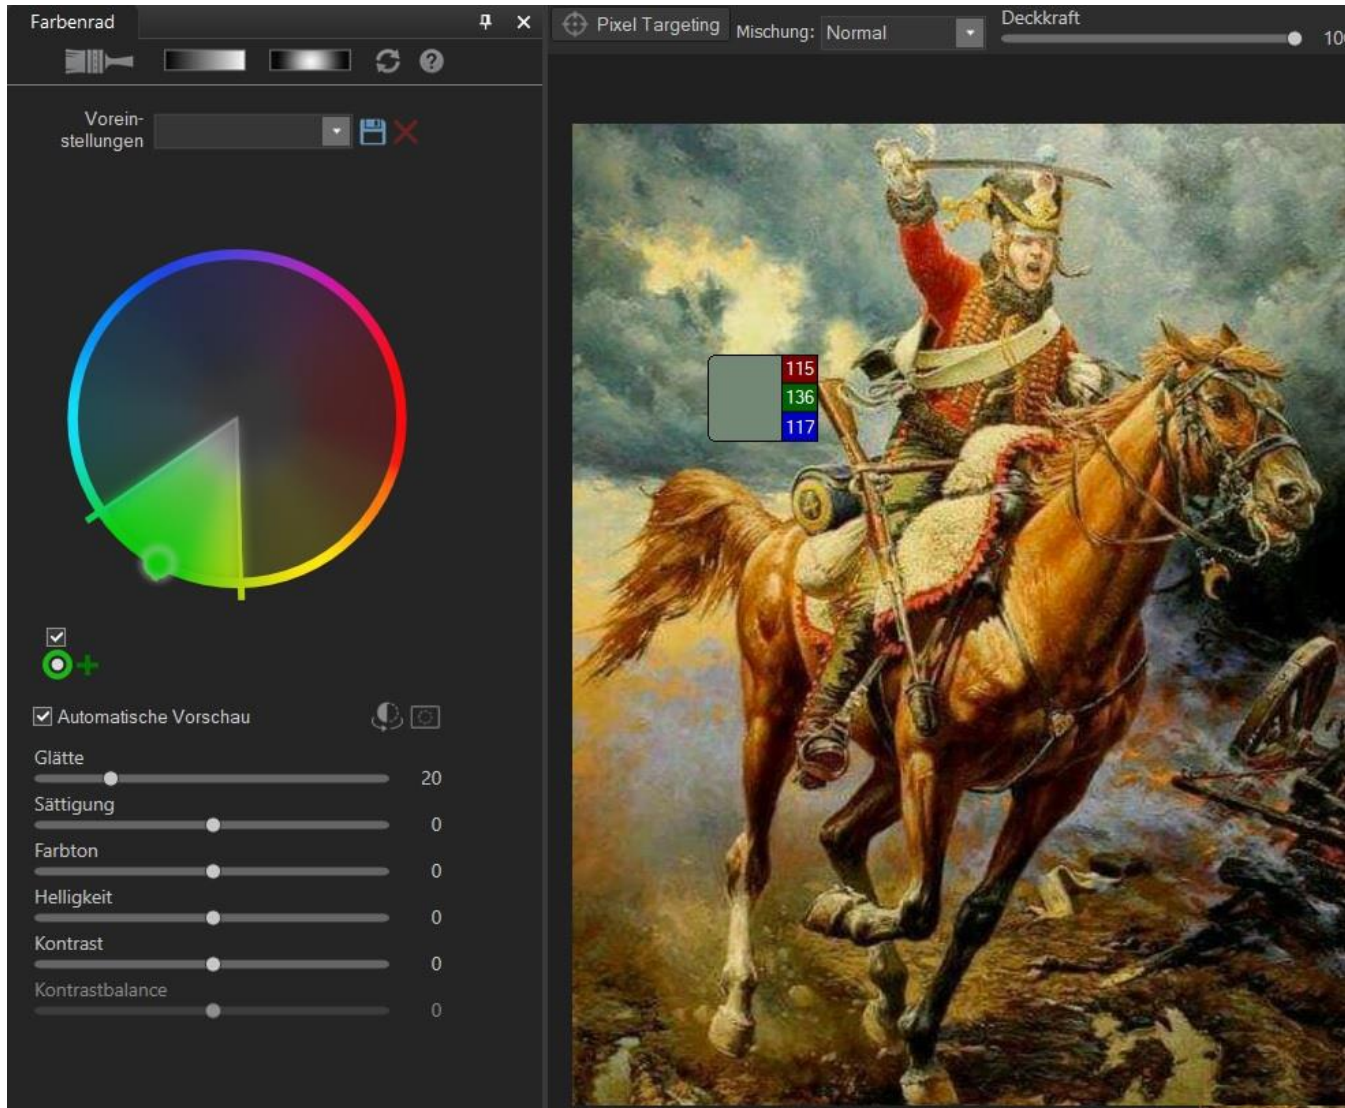 Farbenrad
Pixel Targeting
Mischung:
Normal
Deckkraft
Vorein-
stellungen
115
136
117
Automatische Vorschau
Glätte
20
Sättigung
0
Farbton
0
Helligkeit
0
Kontrast
0
Kontrastbalance
0